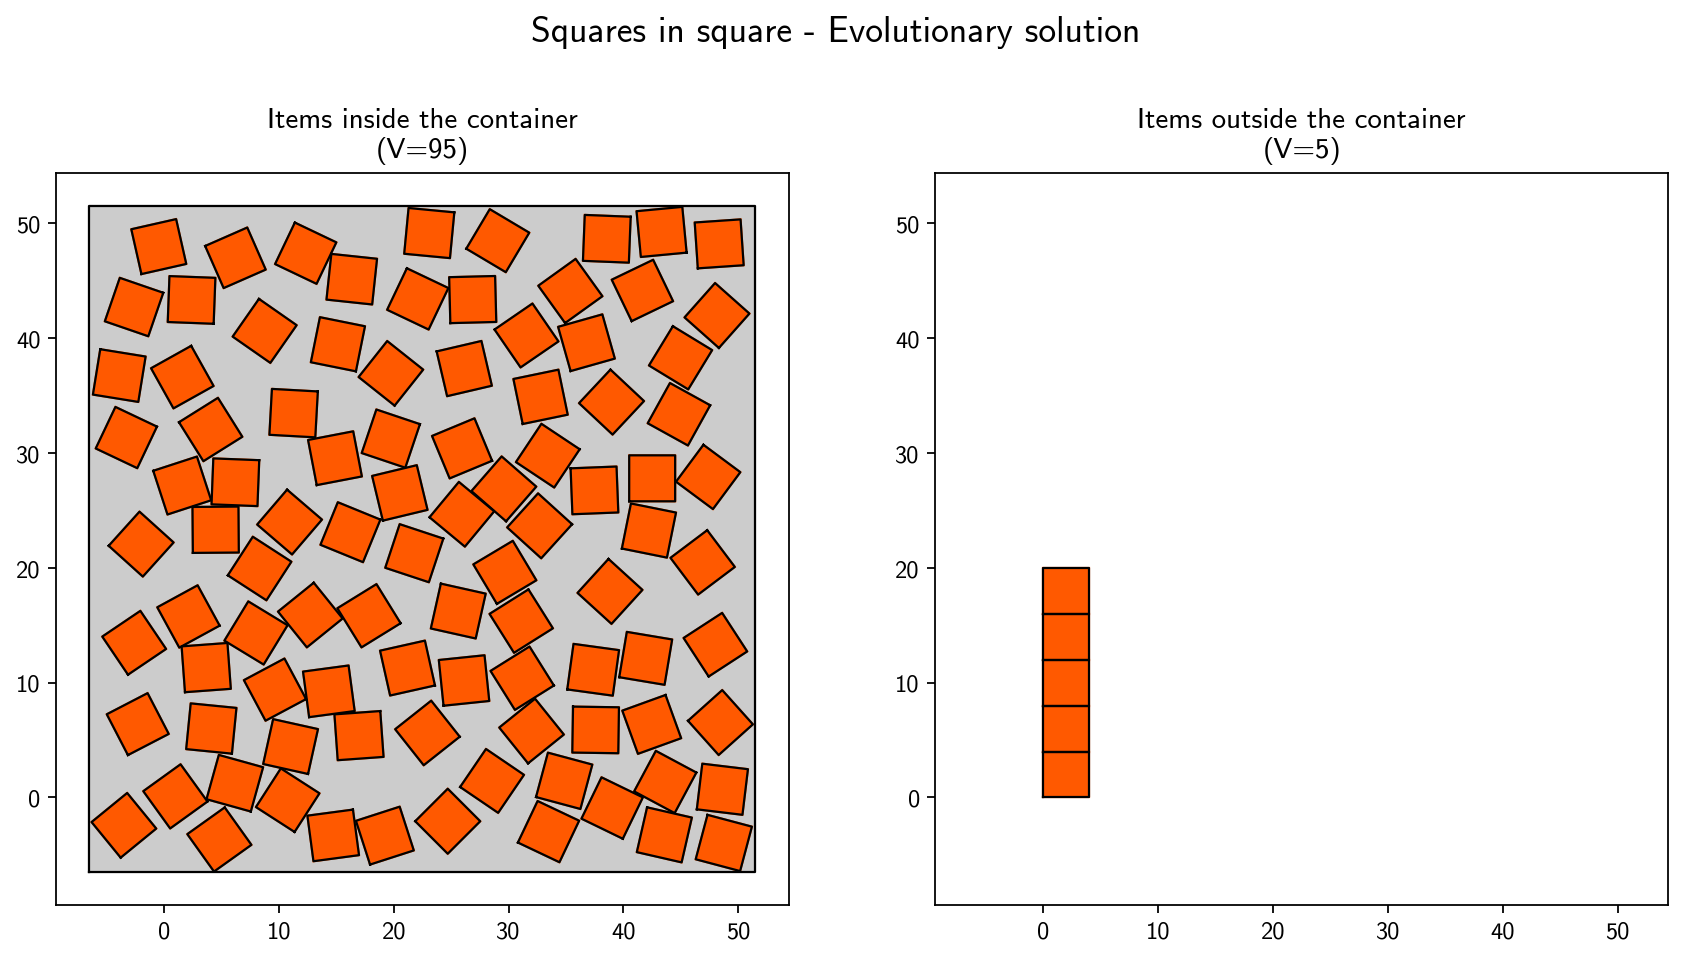 Squares in square - Evolutionary solution
Items inside the container
(V=95)
50
40
30
20
10
0
0 10 20 30 40 50
Items outside the container
(V=5)
50
40
30
20
10
0
0 10 20 30 40 50